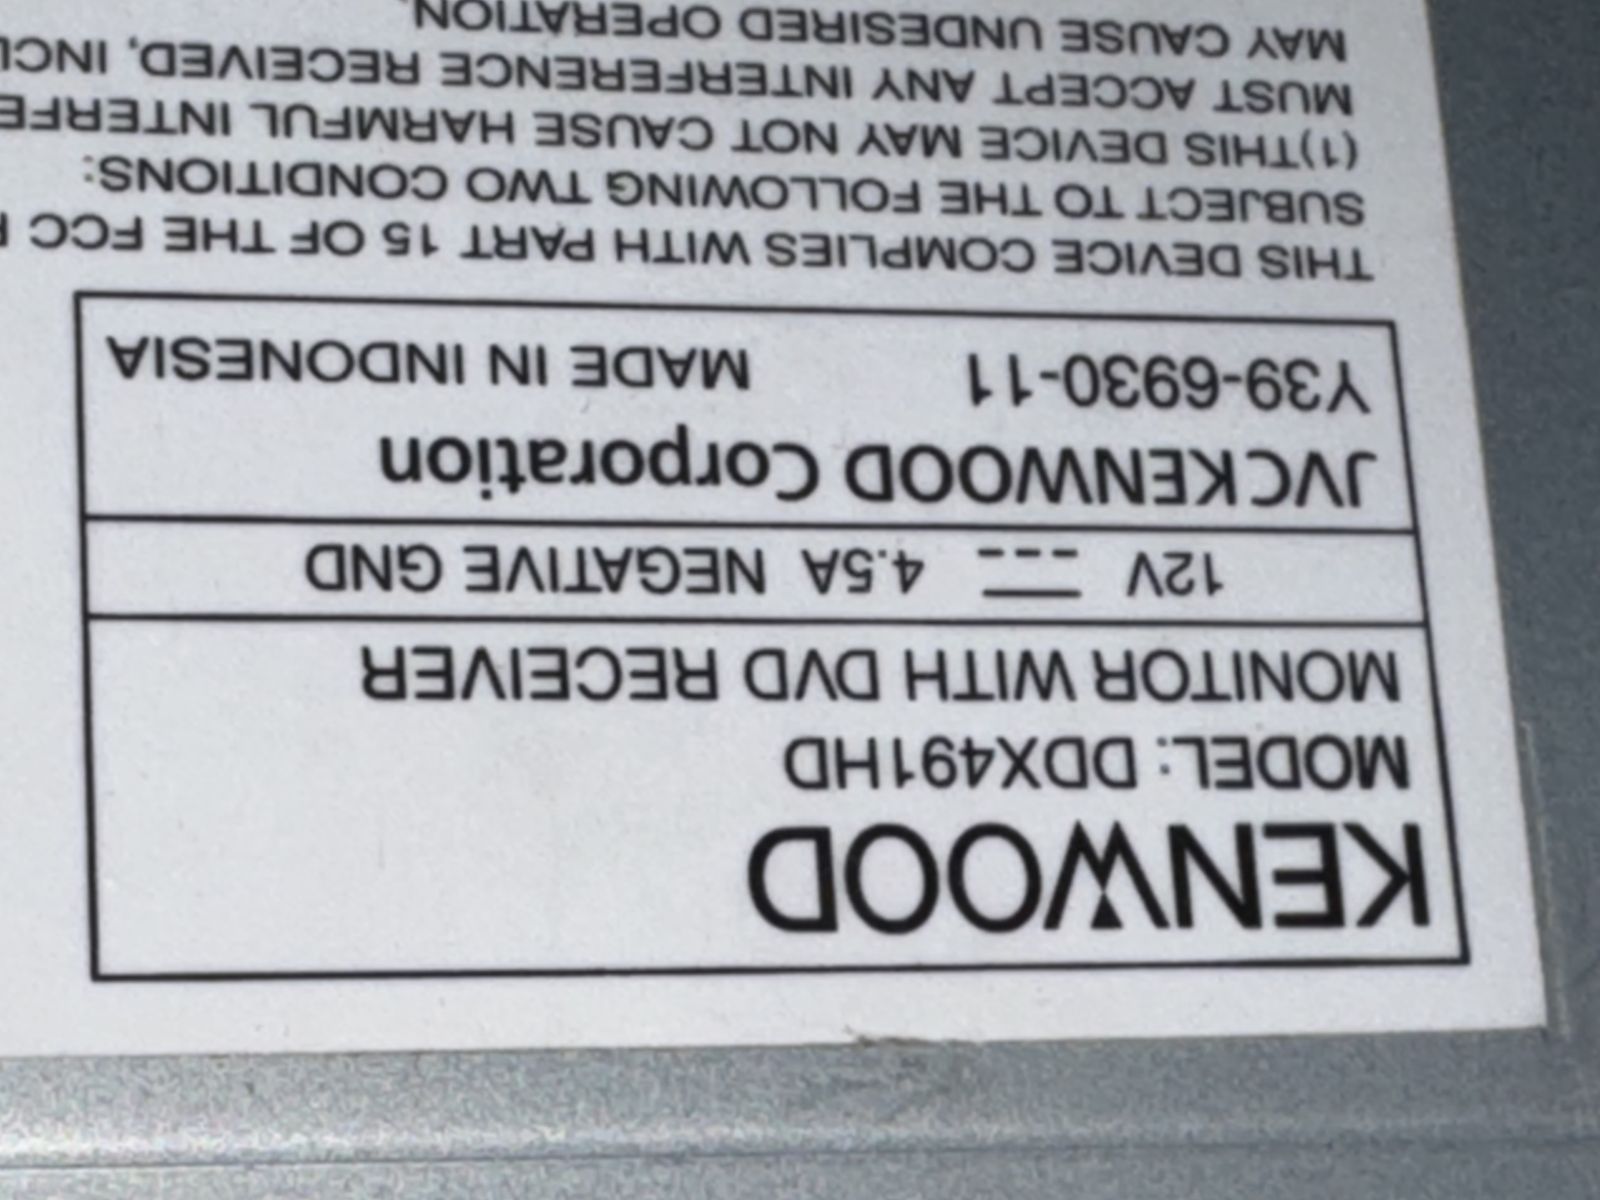 KENWOOD
MODEL: DDX491HD
MONITOR WITH DVD RECEIVER
12V 4.5A NEGATIVE GND
JVCKENWOOD Corporation
Y39-6930-11 MADE IN INDONESIA
THIS DEVICE COMPLIES WITH PART 15 OF THE FCC
SUBJECT TO THE FOLLOWING TWO CONDITIONS:
(1)THIS DEVICE MAY NOT CAUSE HARMFUL
MUST ACCEPT ANY INTERFERENCE RECEIVED,
MAY CAUSE UNDESIRED OPERATION.